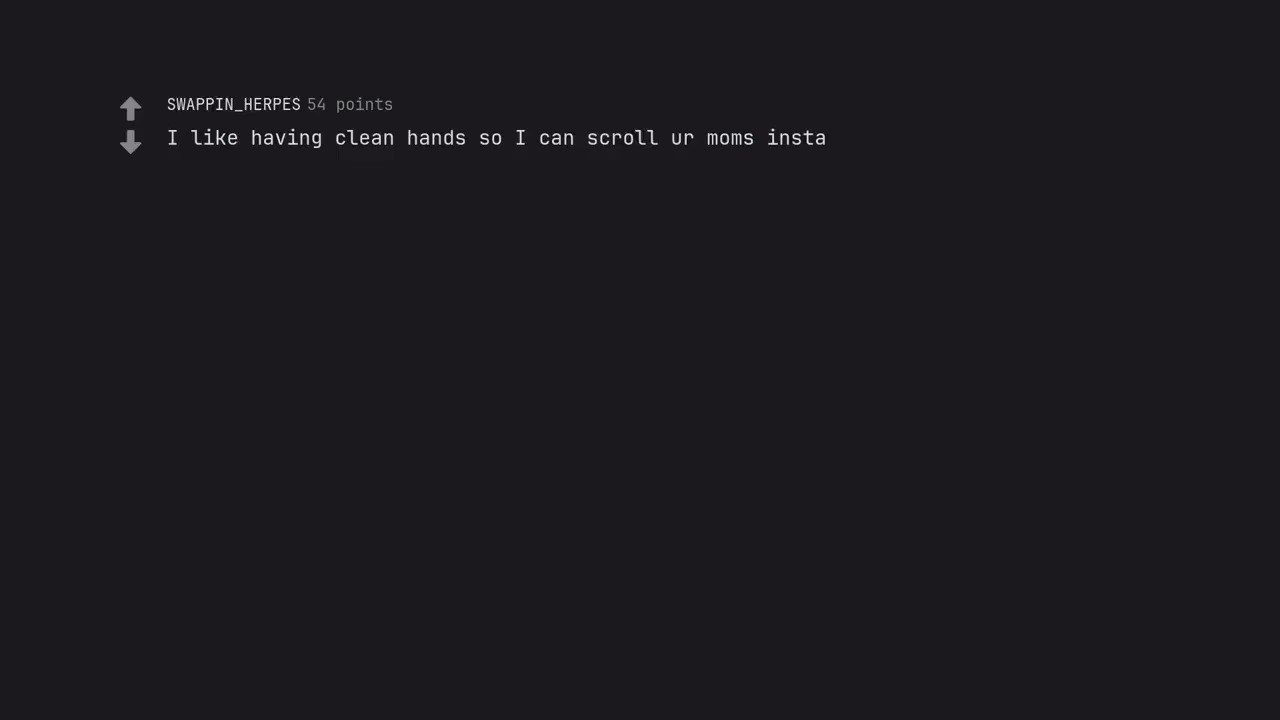 SWAPPIN_HERPES 54 points
I like having clean hands so I can scroll ur moms insta